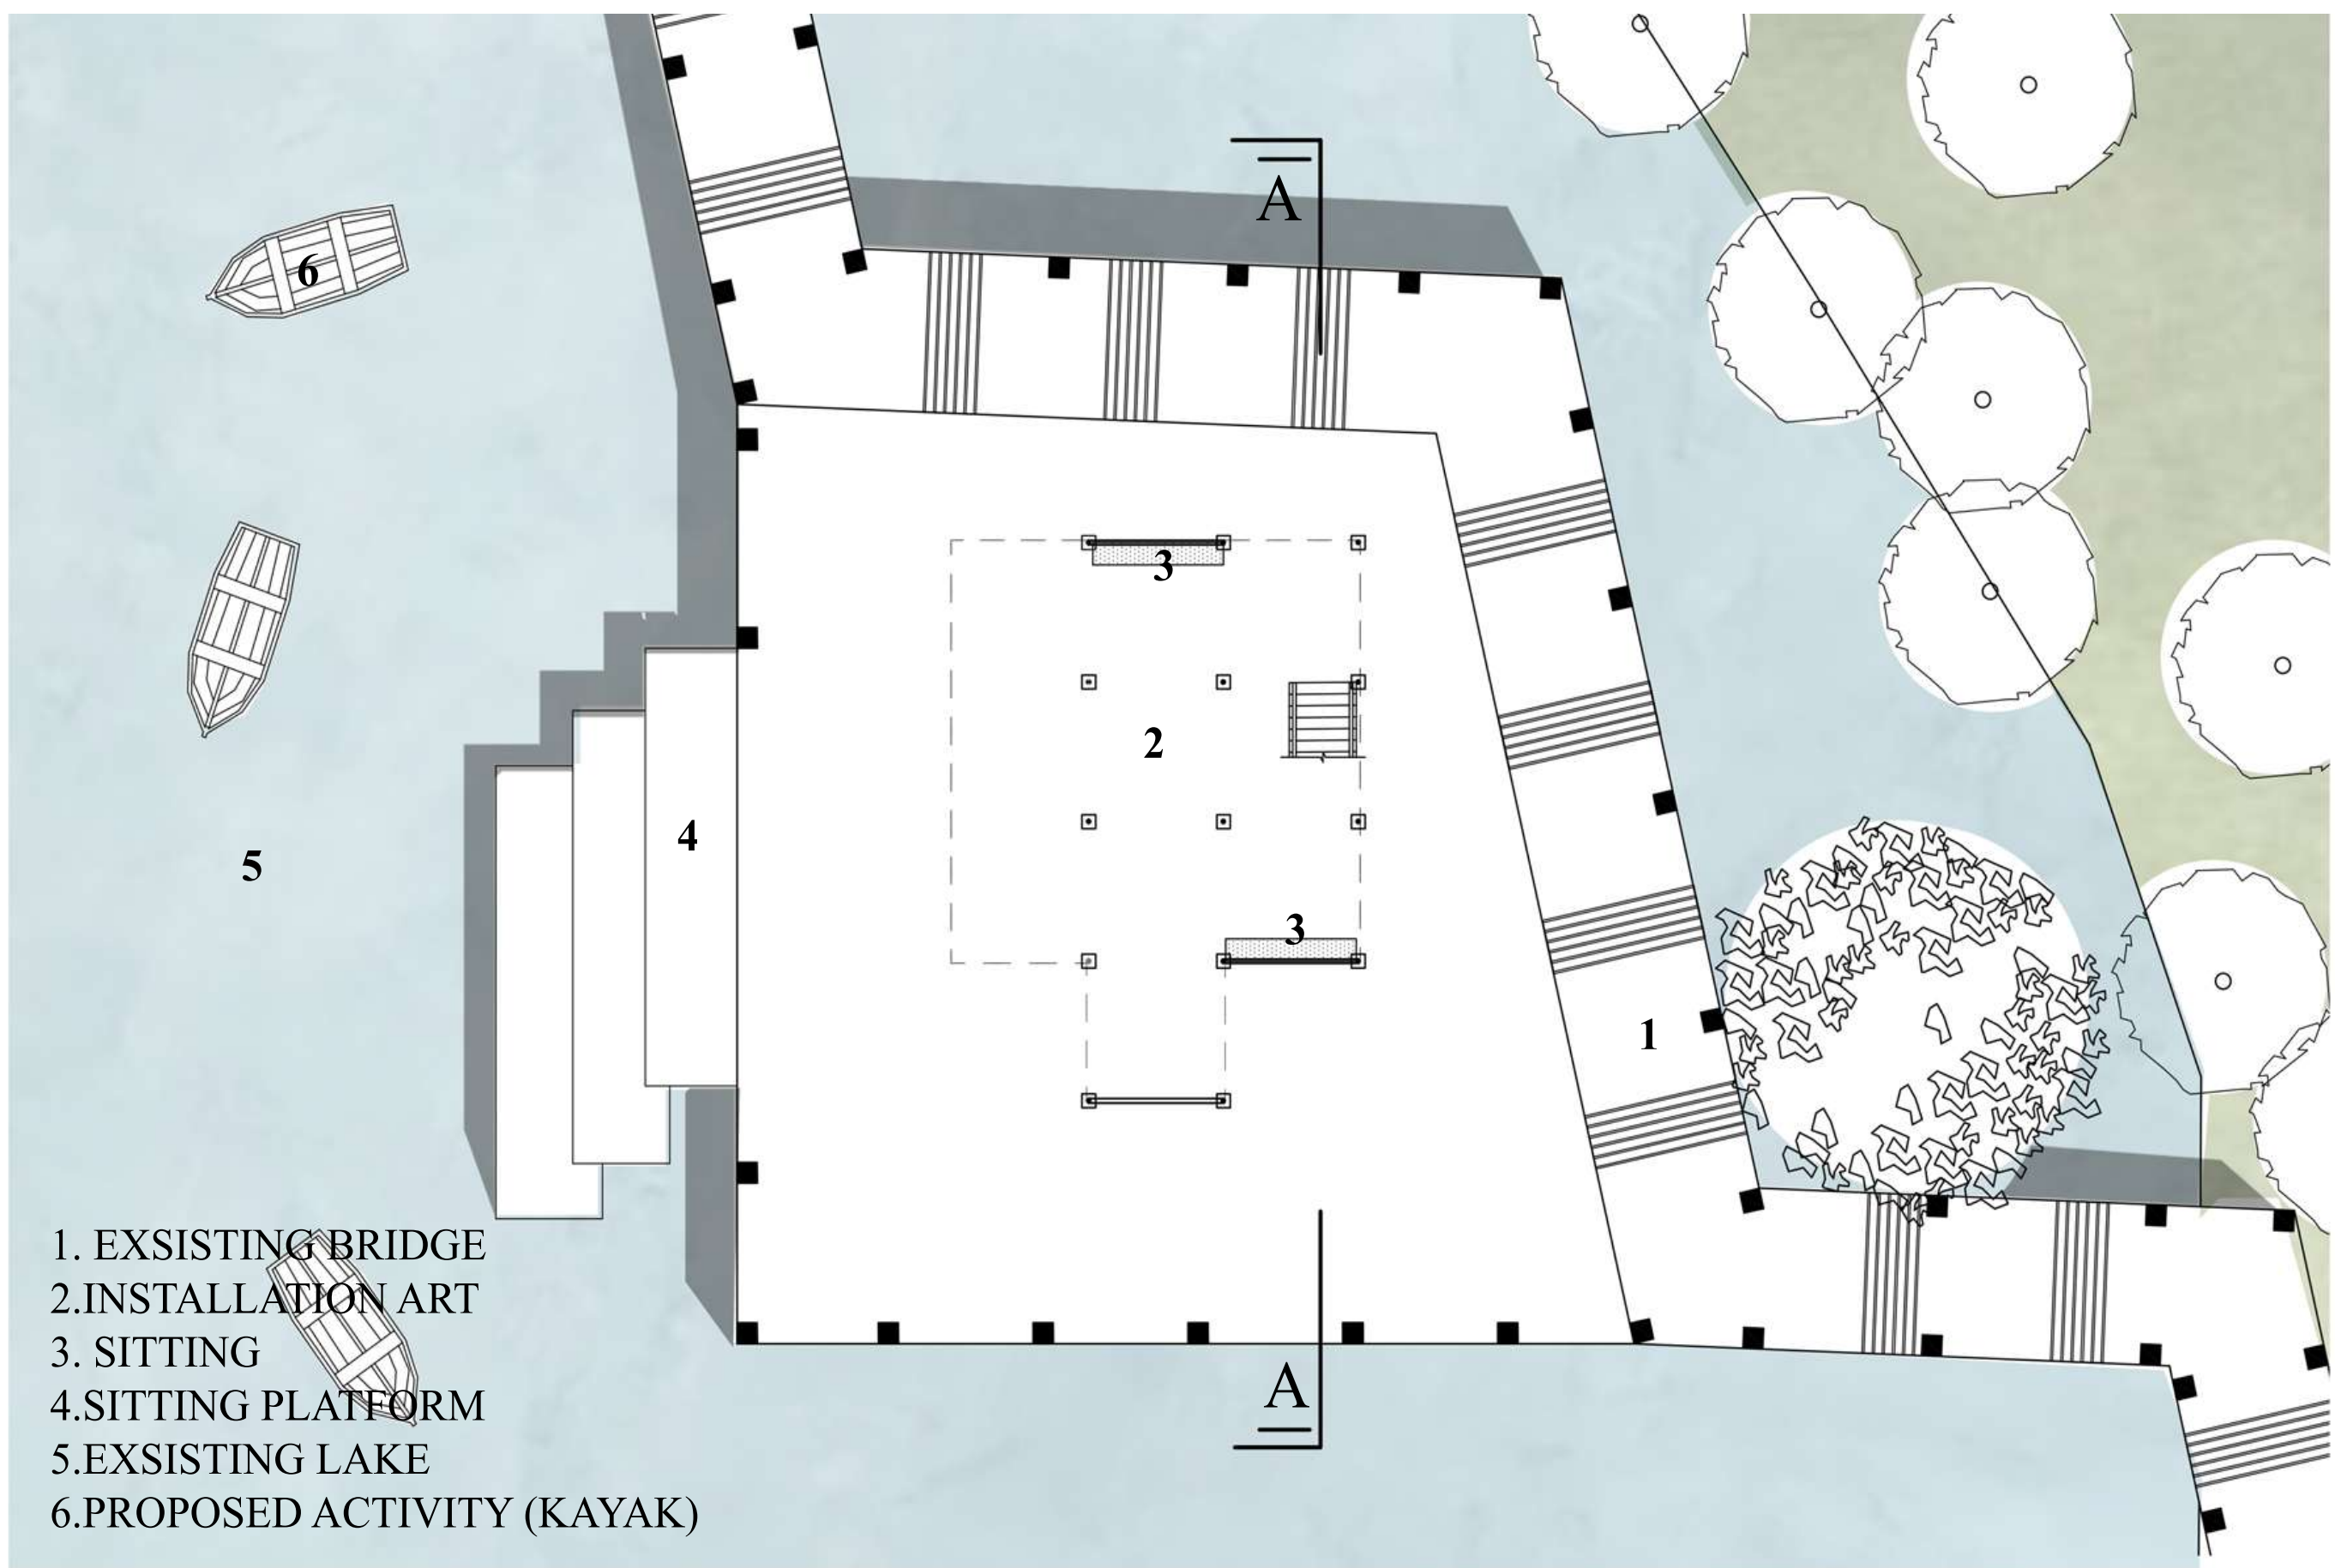 A
6
3
2
4
5
3
1
1. EXSISTING BRIDGE
2.INSTALLATION ART
3. SITTING
4.SITTING PLATFORM
5.EXSISTING LAKE
6.PROPOSED ACTIVITY (KAYAK)
A